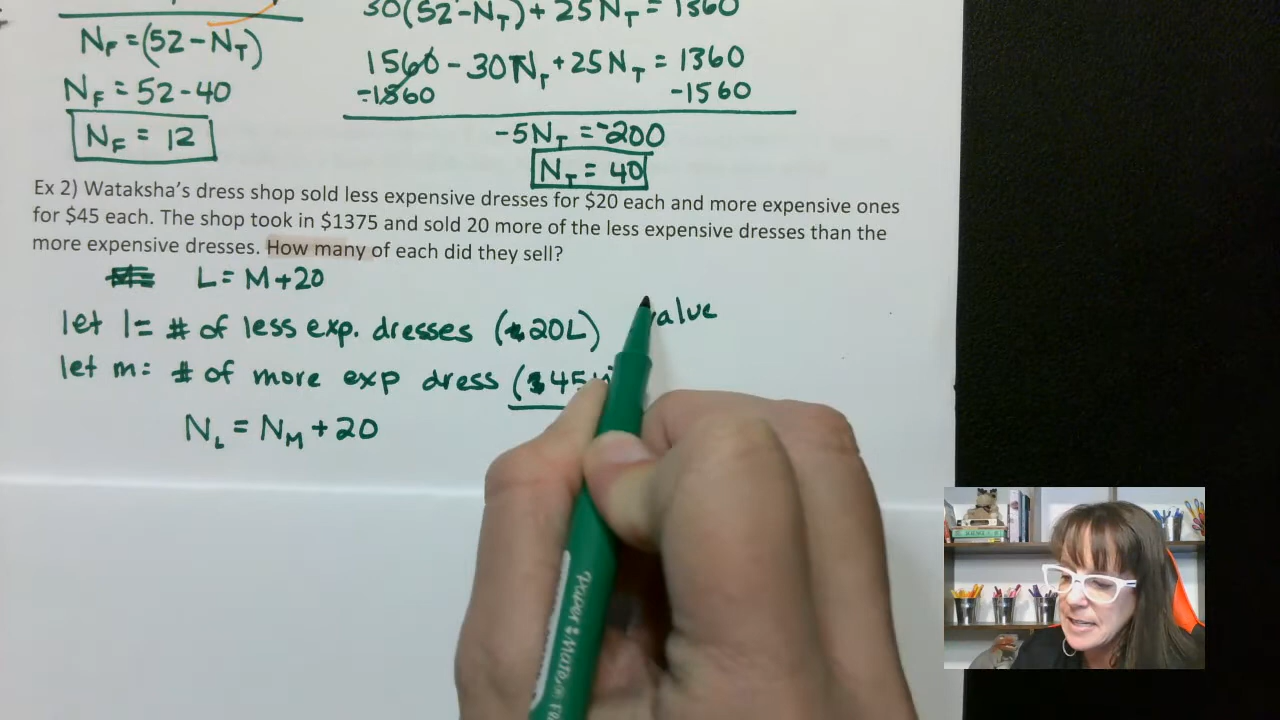 30(52-N_T)+25N_T=1360
N_F=(52-N_T)
1560-30N_T+25N_T=1360
N_F=52-40
-1560 -1560
N_F=12
-5N_T=-200
N_T=40
Ex 2) Wataksha's dress shop sold less expensive dresses for $20 each and more expensive ones
for $45 each. The shop took in $1375 and sold 20 more of the less expensive dresses than the
more expensive dresses. How many of each did they sell?
L=M+20
let l=# of less exp. dresses ($20L) value
let m=# of more exp dress ($45
N_L=N_M+20
Paper Mate